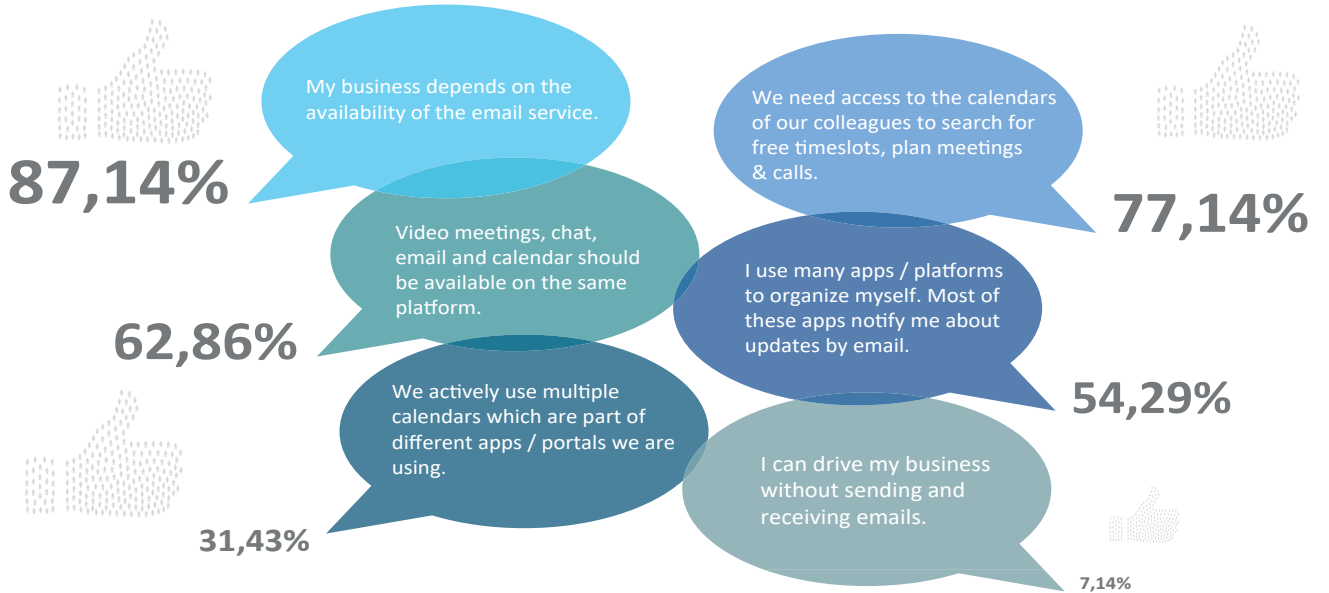 My business depends on the
availability of the email service.
87,14%
We need access to the calendars
of our colleagues to search for
free timeslots, plan meetings
& calls.
77,14%
Video meetings, chat,
email and calendar should
be available on the same
platform.
62,86%
I use many apps / platforms
to organize myself. Most of
these apps notify me about
updates by email.
54,29%
We actively use multiple
calendars which are part of
different apps / portals we are
using.
31,43%
I can drive my business
without sending and
receiving emails.
7,14%